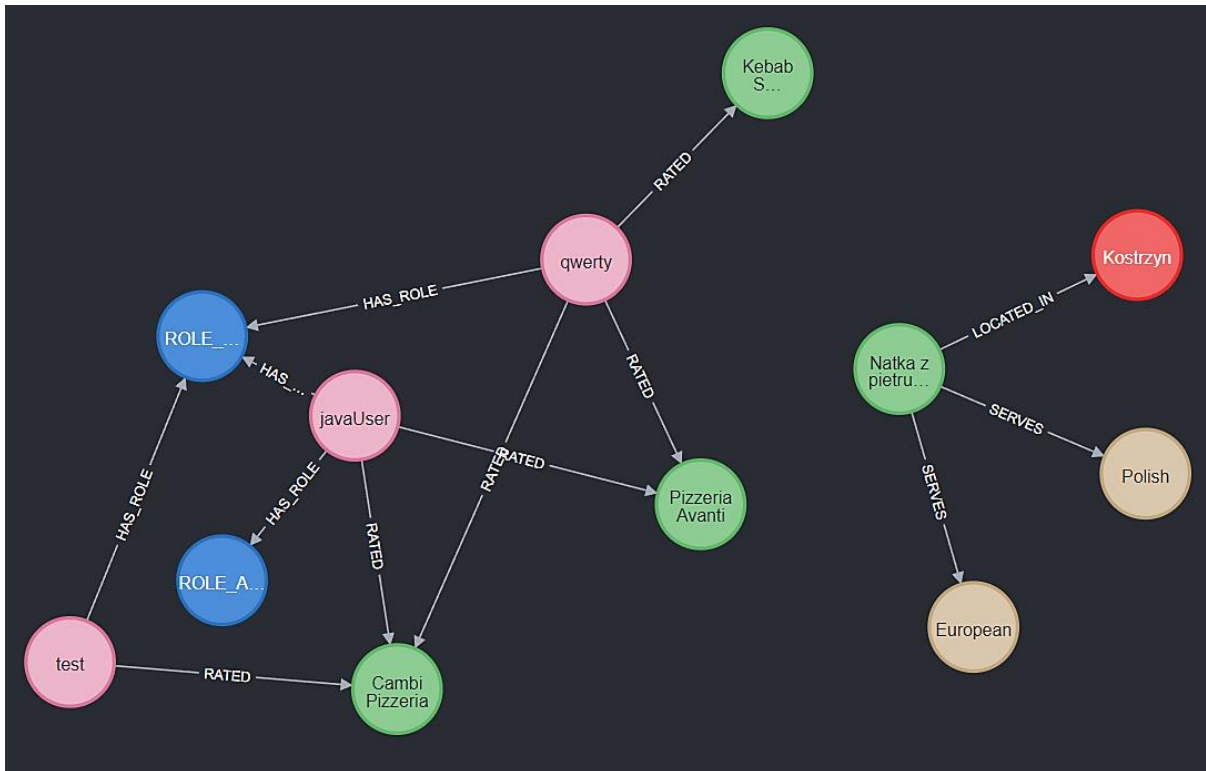 Kebab
S...
RATED
qwerty
Kostrzyn
HAS_ROLE
LOCATED_IN
ROLE_...
HAS_...
RATED
Natka z
pietru...
javaUser
SERVES
RATED
RATED
Polish
HAS_ROLE
HAS_ROLE
Pizzeria
Avanti
SERVES
RATED
ROLE_A...
European
test
RATED
Cambi
Pizzeria